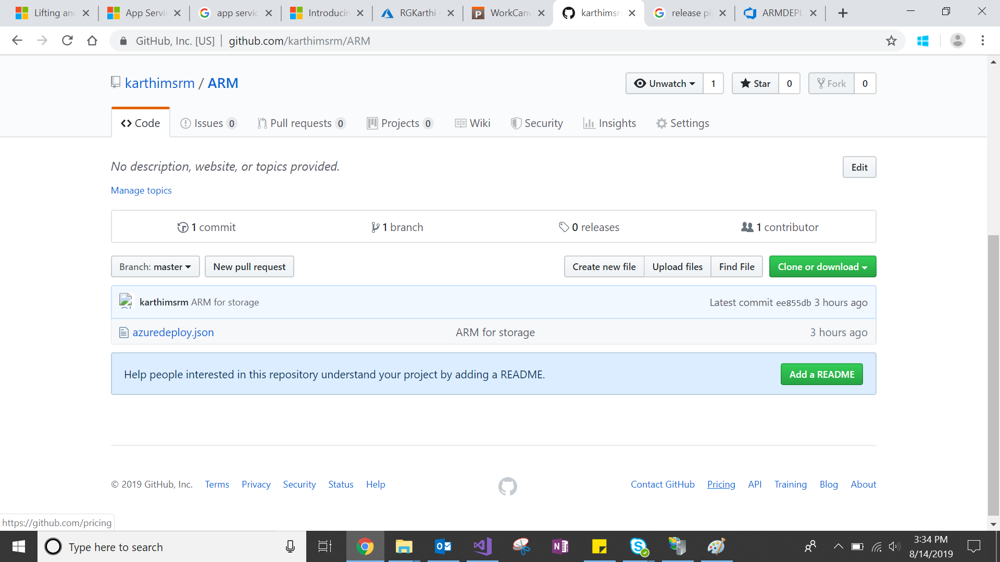 Lifting an
App Servi
app servic
Introducin
RGKarthi
WorkCanv
karthimsr
release pi
ARMDEPL
GitHub, Inc. [US] github.com/karthimsrm/ARM
karthimsrm / ARM
Unwatch 1
Star 0
Fork 0
Code
Issues 0
Pull requests 0
Projects 0
Wiki
Security
Insights
Settings
No description, website, or topics provided.
Edit
Manage topics
1 commit
1 branch
0 releases
1 contributor
Branch: master
New pull request
Create new file
Upload files
Find File
Clone or download
karthimsrm ARM for storage
Latest commit ee855db 3 hours ago
azuredeploy.json
ARM for storage
3 hours ago
Help people interested in this repository understand your project by adding a README.
Add a README
© 2019 GitHub, Inc.
Terms
Privacy
Security
Status
Help
Contact GitHub
Pricing
API
Training
Blog
About
https://github.com/pricing
Type here to search
3:34 PM
8/14/2019